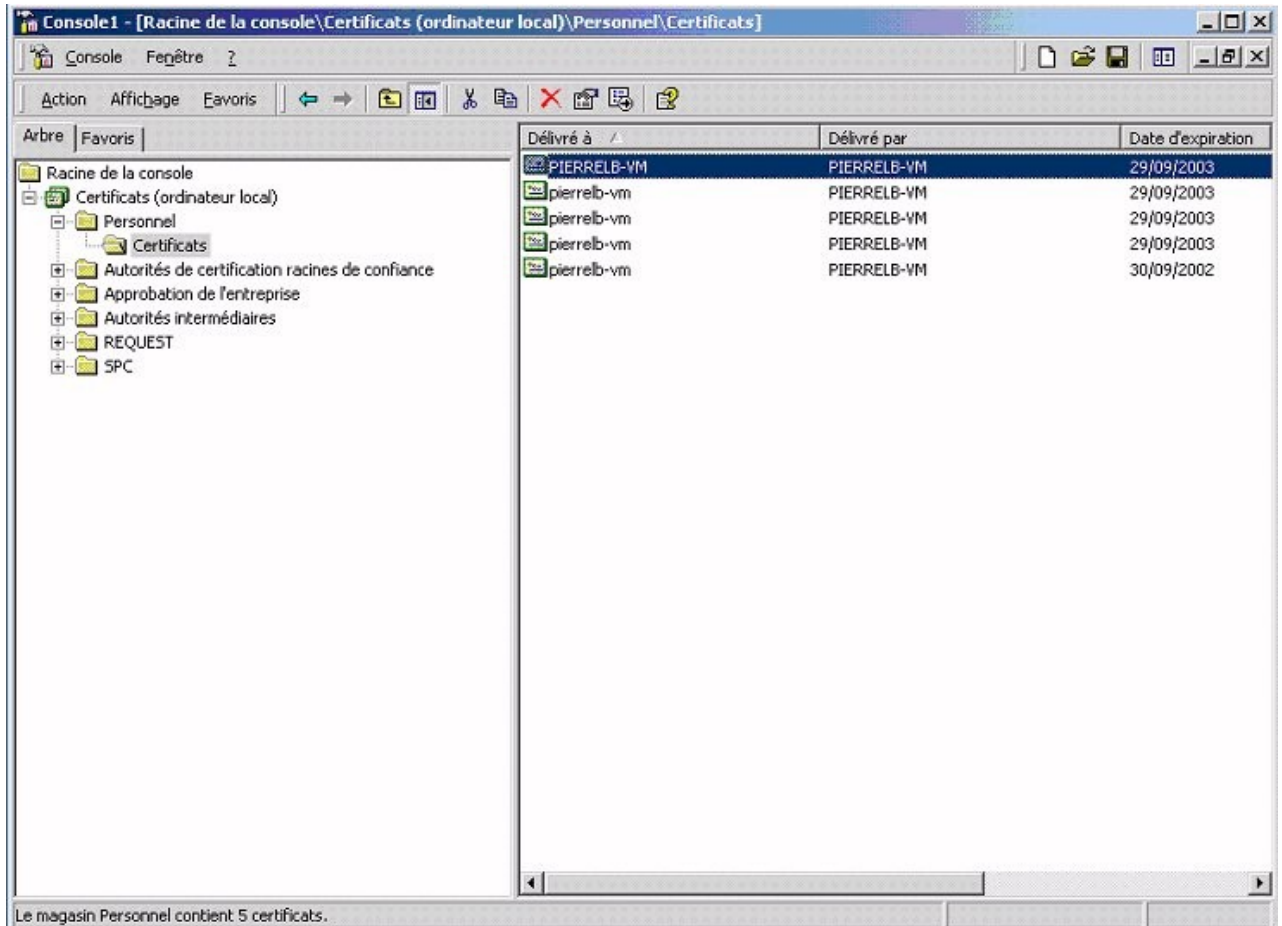 Console1 - [Racine de la console\Certificats (ordinateur local)\Personnel\Certificats]
Console Fenêtre ?
Action Affichage Favoris
Arbre Favoris
Racine de la console
Certificats (ordinateur local)
Personnel
Certificats
Autorités de certification racines de confiance
Approbation de l'entreprise
Autorités intermédiaires
REQUEST
SPC
Délivré à Délivré par Date d'expiration
PIERRELB-VM PIERRELB-VM 29/09/2003
pierrelb-vm PIERRELB-VM 29/09/2003
pierrelb-vm PIERRELB-VM 29/09/2003
pierrelb-vm PIERRELB-VM 29/09/2003
pierrelb-vm PIERRELB-VM 30/09/2002
Le magasin Personnel contient 5 certificats.